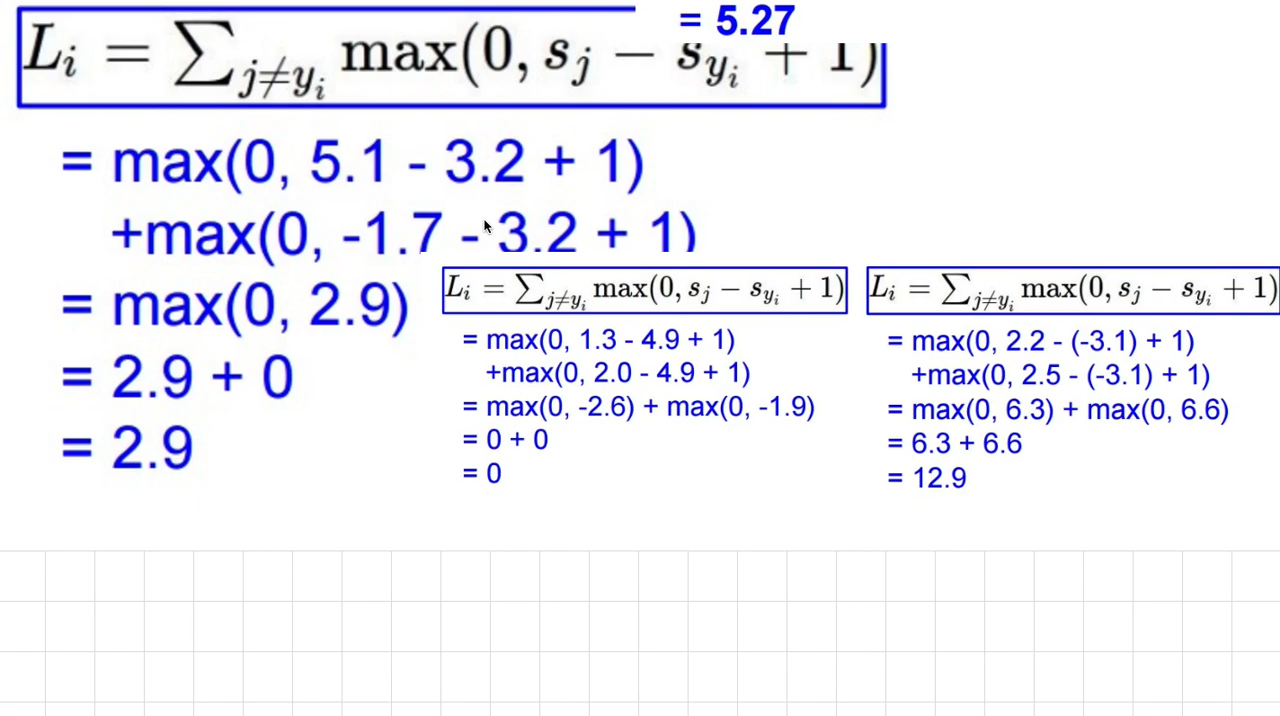 = 5.27
L_i = ∑_{j≠y_i} max(0, s_j − s_{y_i} + 1)
= max(0, 5.1 - 3.2 + 1)
+max(0, -1.7 - 3.2 + 1)
= max(0, 2.9)
= 2.9 + 0
= 2.9
L_i = ∑_{j≠y_i} max(0, s_j − s_{y_i} + 1)
= max(0, 1.3 - 4.9 + 1)
+max(0, 2.0 - 4.9 + 1)
= max(0, -2.6) + max(0, -1.9)
= 0 + 0
= 0
L_i = ∑_{j≠y_i} max(0, s_j − s_{y_i} + 1)
= max(0, 2.2 - (-3.1) + 1)
+max(0, 2.5 - (-3.1) + 1)
= max(0, 6.3) + max(0, 6.6)
= 6.3 + 6.6
= 12.9